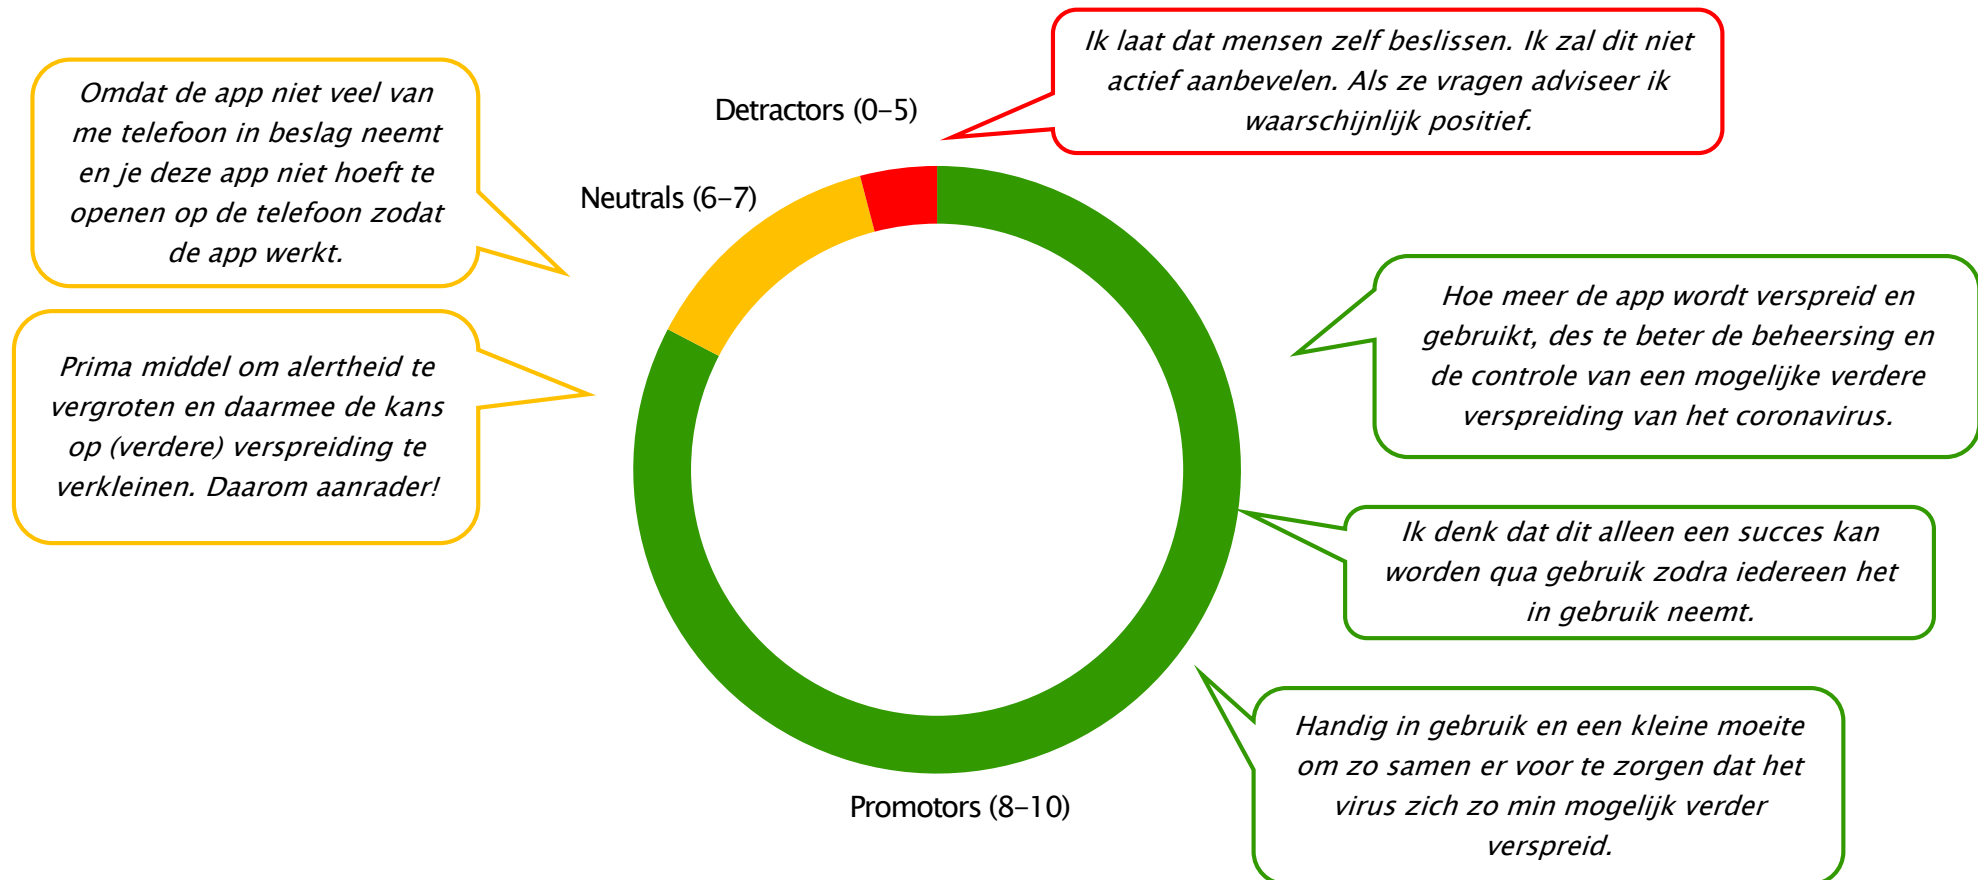 Ik laat dat mensen zelf beslissen. Ik zal dit niet
actief aanbevelen. Als ze vragen adviseer ik
waarschijnlijk positief.
Detractors (0–5)
Omdat de app niet veel van
me telefoon in beslag neemt
en je deze app niet hoeft te
openen op de telefoon zodat
de app werkt.
Neutrals (6–7)
Prima middel om alertheid te
vergroten en daarmee de kans
op (verdere) verspreiding te
verkleinen. Daarom aanrader!
Hoe meer de app wordt verspreid en
gebruikt, des te beter de beheersing en
de controle van een mogelijke verdere
verspreiding van het coronavirus.
Ik denk dat dit alleen een succes kan
worden qua gebruik zodra iedereen het
in gebruik neemt.
Handig in gebruik en een kleine moeite
om zo samen er voor te zorgen dat het
virus zich zo min mogelijk verder
verspreid.
Promotors (8–10)